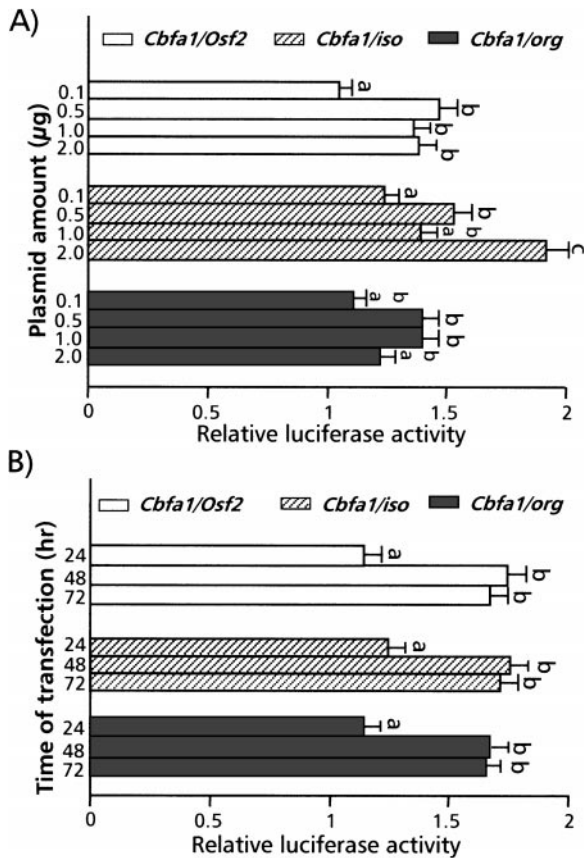 A)
Cbfa1/Osf2 Cbfa1/iso Cbfa1/org
Plasmid amount (µg)
0.1 a
0.5 b
1.0 b
2.0 b
0.1 a
0.5 b
1.0 a b
2.0 c
0.1 a b
0.5 b
1.0 b
2.0 a b
0 0.5 1 1.5 2
Relative luciferase activity
B)
Cbfa1/Osf2 Cbfa1/iso Cbfa1/org
Time of transfection (hr)
24 a
48 b
72 b
24 a
48 b
72 b
24 a
48 b
72 b
0 0.5 1 1.5 2
Relative luciferase activity